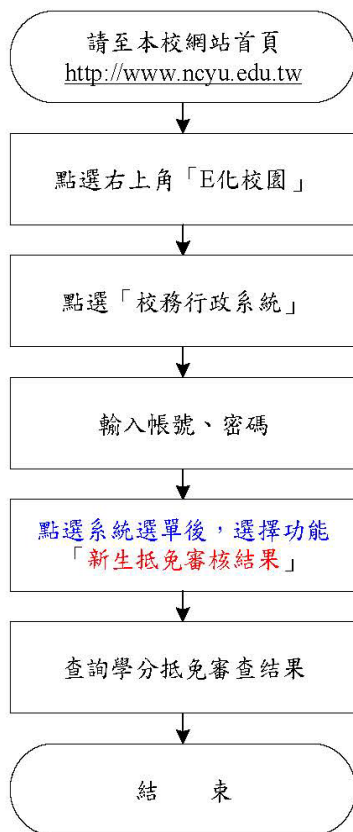 請至本校網站首頁
http://www.ncyu.edu.tw
點選右上角「E化校園」
點選「校務行政系統」
輸入帳號、密碼
點選系統選單後，選擇功能
「新生抵免審核結果」
查詢學分抵免審查結果
結　　束